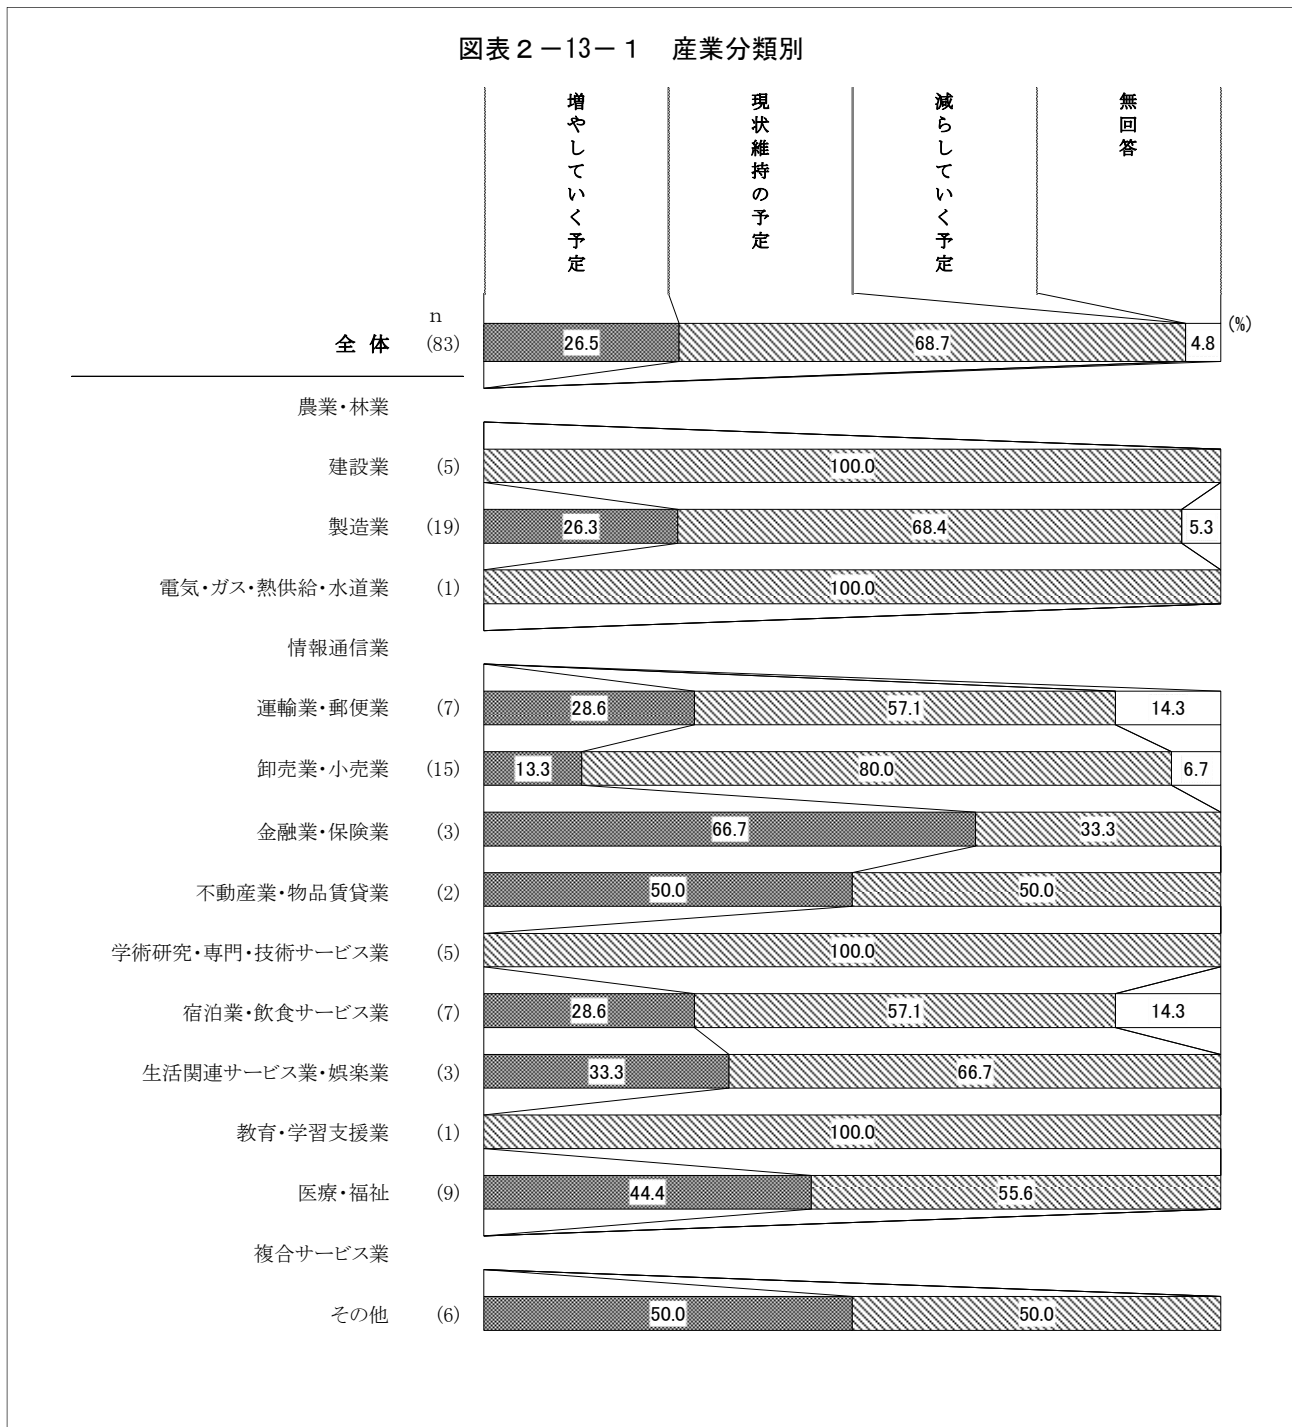 図表２－13－１　産業分類別
増やしていく予定
現状維持の予定
減らしていく予定
無回答
n
(%)
全 体 (83) 26.5 68.7 4.8
農業・林業
建設業 (5) 100.0
製造業 (19) 26.3 68.4 5.3
電気・ガス・熱供給・水道業 (1) 100.0
情報通信業
運輸業・郵便業 (7) 28.6 57.1 14.3
卸売業・小売業 (15) 13.3 80.0 6.7
金融業・保険業 (3) 66.7 33.3
不動産業・物品賃貸業 (2) 50.0 50.0
学術研究・専門・技術サービス業 (5) 100.0
宿泊業・飲食サービス業 (7) 28.6 57.1 14.3
生活関連サービス業・娯楽業 (3) 33.3 66.7
教育・学習支援業 (1) 100.0
医療・福祉 (9) 44.4 55.6
複合サービス業
その他 (6) 50.0 50.0